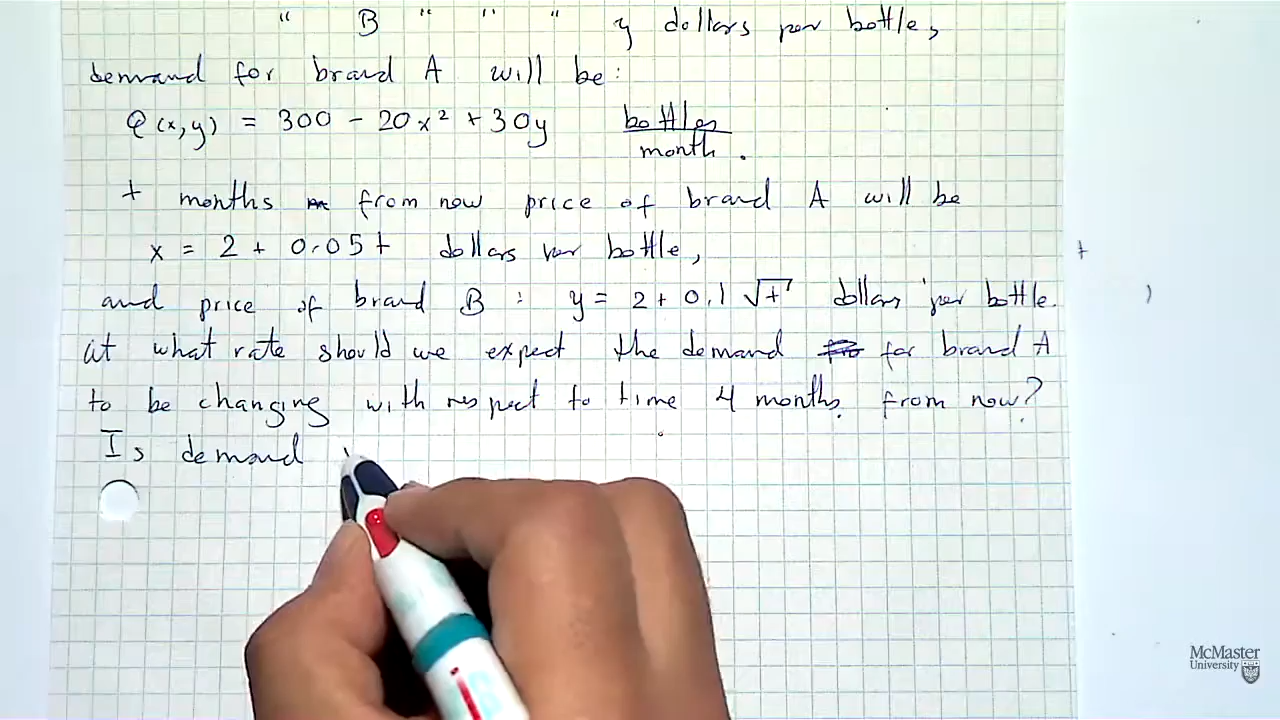 " B " " " y dollars per bottle,
demand for brand A will be:
Q(x,y) = 300 - 20x² + 30y bottles/month.
t months from now price of brand A will be
x = 2 + 0.05t dollars per bottle,
and price of brand B : y = 2 + 0.1 √t dollars per bottle.
at what rate should we expect the demand for brand A
to be changing with respect to time 4 months from now?
Is demand
McMaster
University